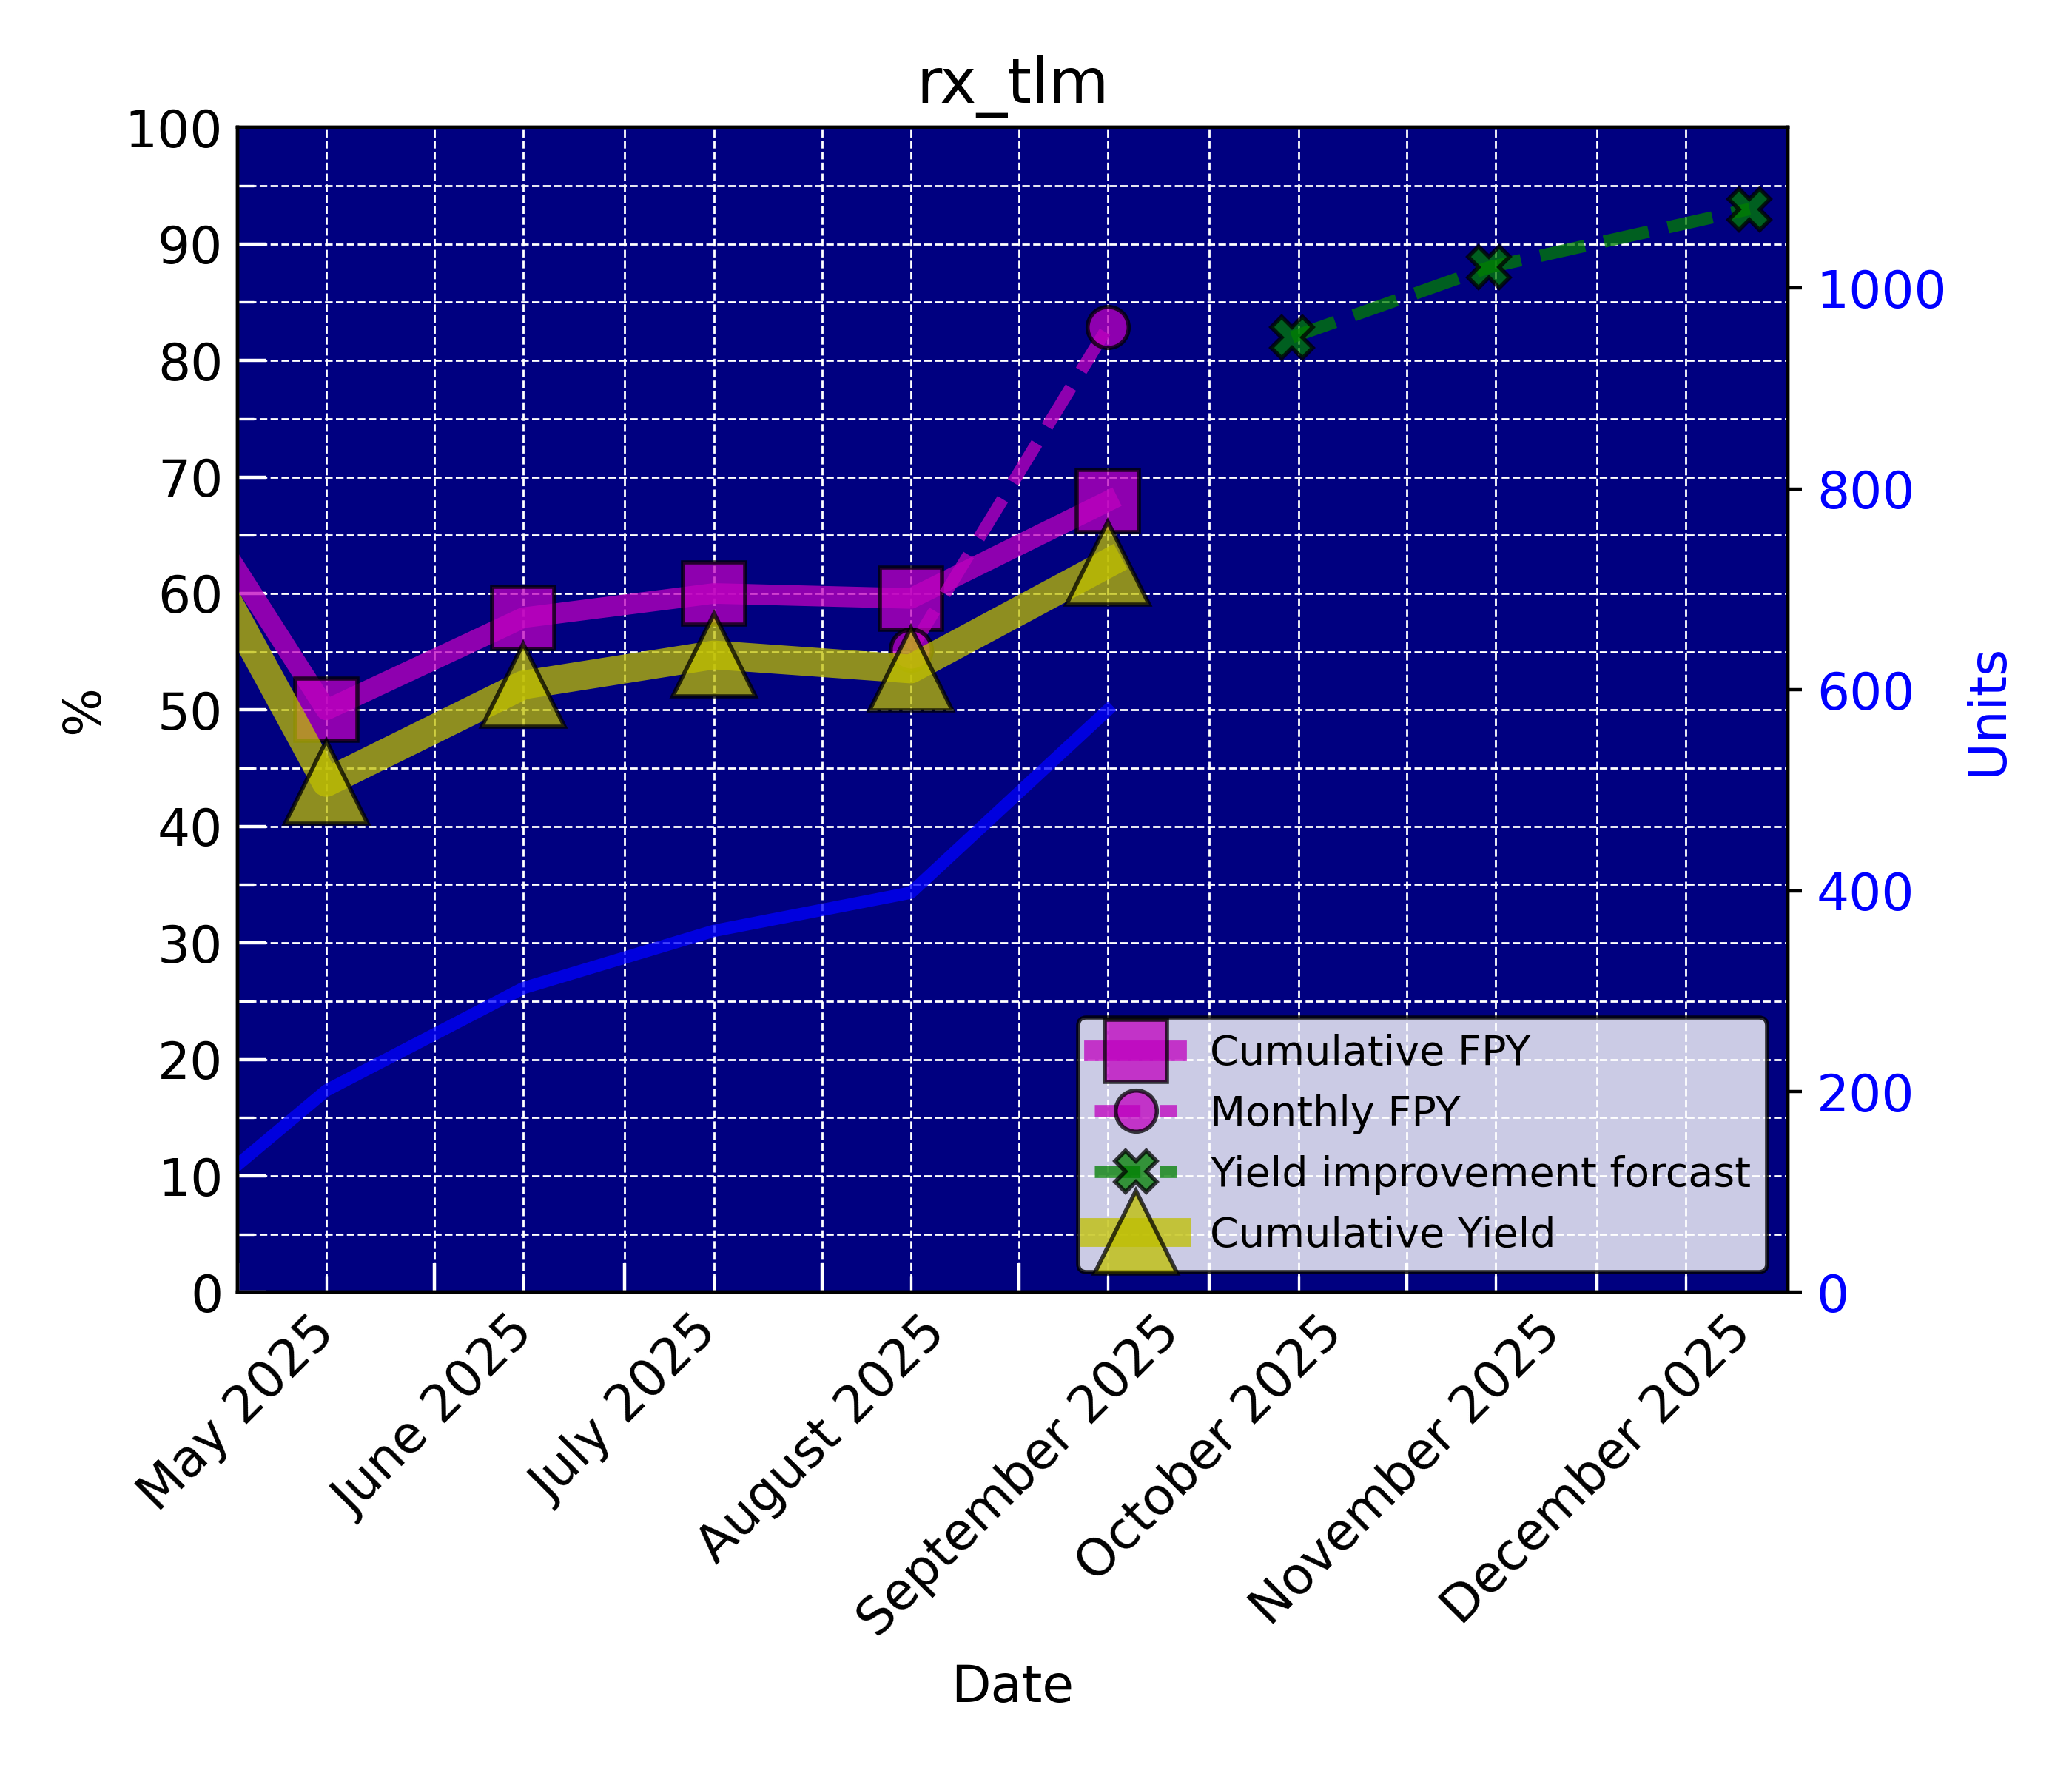 rx_tlm
100
90
80
70
60
50
40
30
20
10
0
%
1000
800
600
400
200
0
Units
Cumulative FPY
Monthly FPY
Yield improvement forcast
Cumulative Yield
May 2025
June 2025
July 2025
August 2025
September 2025
October 2025
November 2025
December 2025
Date